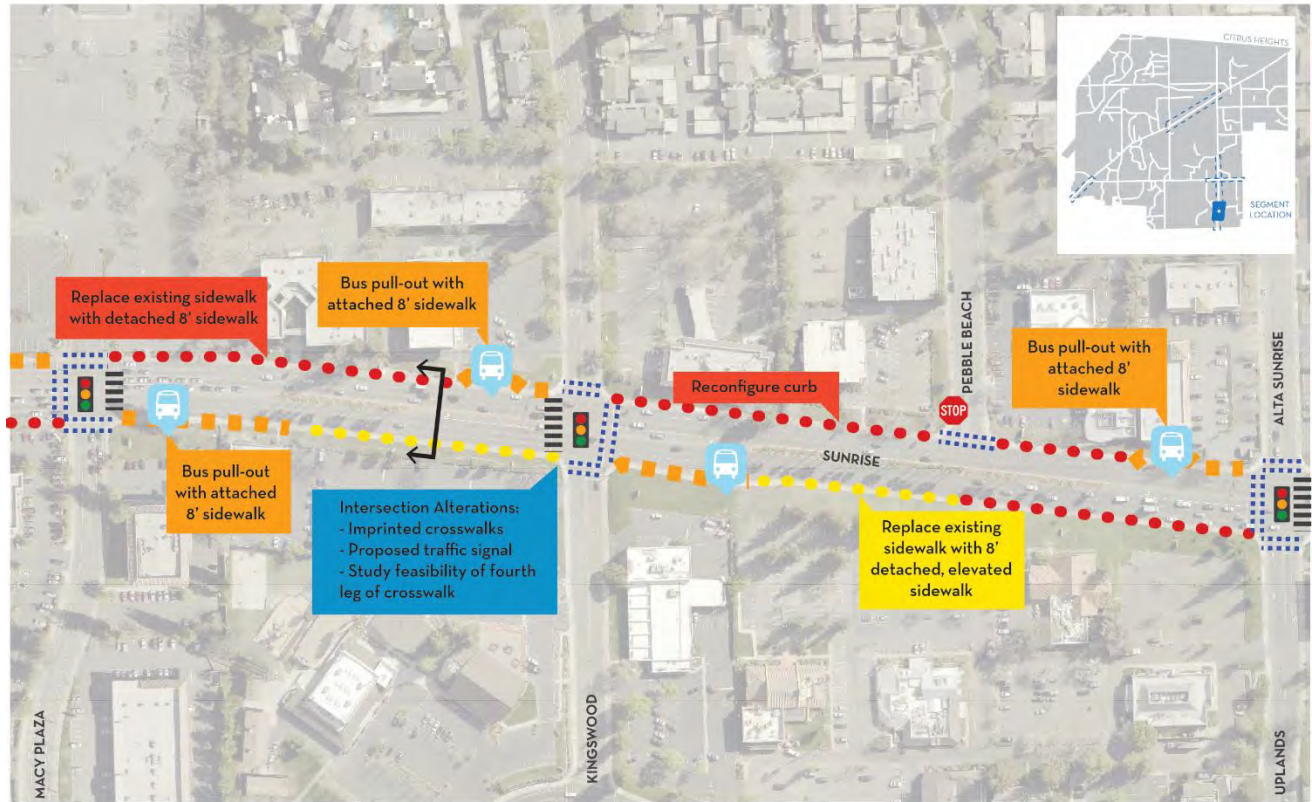 CITRUS HEIGHTS
SEGMENT
LOCATION
Replace existing sidewalk
with detached 8' sidewalk
Bus pull-out with
attached 8' sidewalk
Reconfigure curb
PEBBLE BEACH
STOP
Bus pull-out with
attached 8'
sidewalk
ALTA SUNRISE
SUNRISE
Bus pull-out
with attached
8' sidewalk
Intersection Alterations:
- Imprinted crosswalks
- Proposed traffic signal
- Study feasibility of fourth
leg of crosswalk
Replace existing
sidewalk with 8'
detached, elevated
sidewalk
MACY PLAZA
KINGSWOOD
UPLANDS